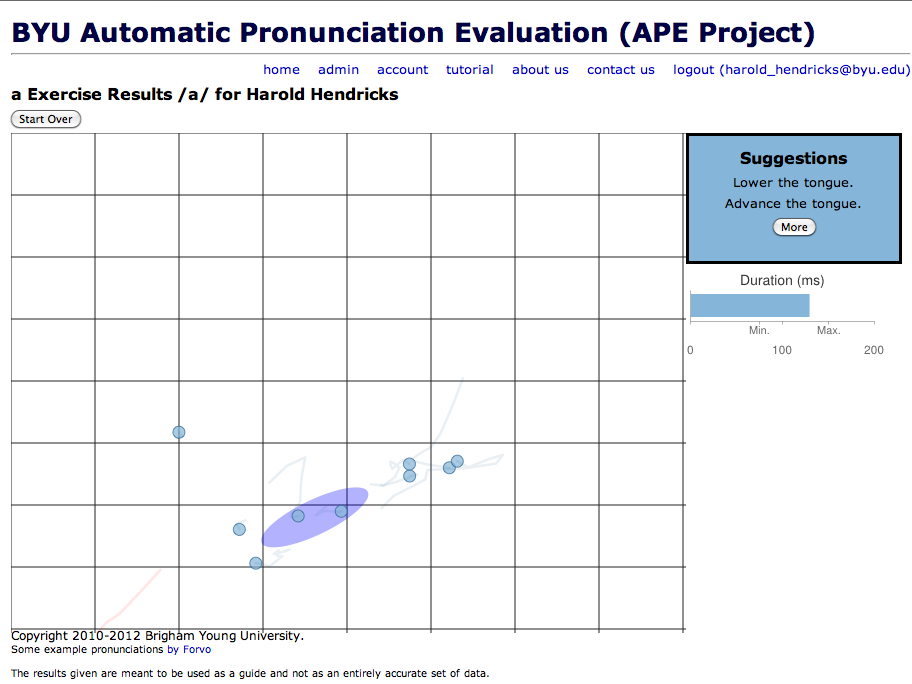 BYU Automatic Pronunciation Evaluation (APE Project)
home admin account tutorial about us contact us logout (harold_hendricks@byu.edu)
a Exercise Results /a/ for Harold Hendricks
Start Over
Suggestions
Lower the tongue.
Advance the tongue.
More
Duration (ms)
Min. Max.
0 100 200
Copyright 2010-2012 Brigham Young University.
Some example pronunciations by Forvo
The results given are meant to be used as a guide and not as an entirely accurate set of data.